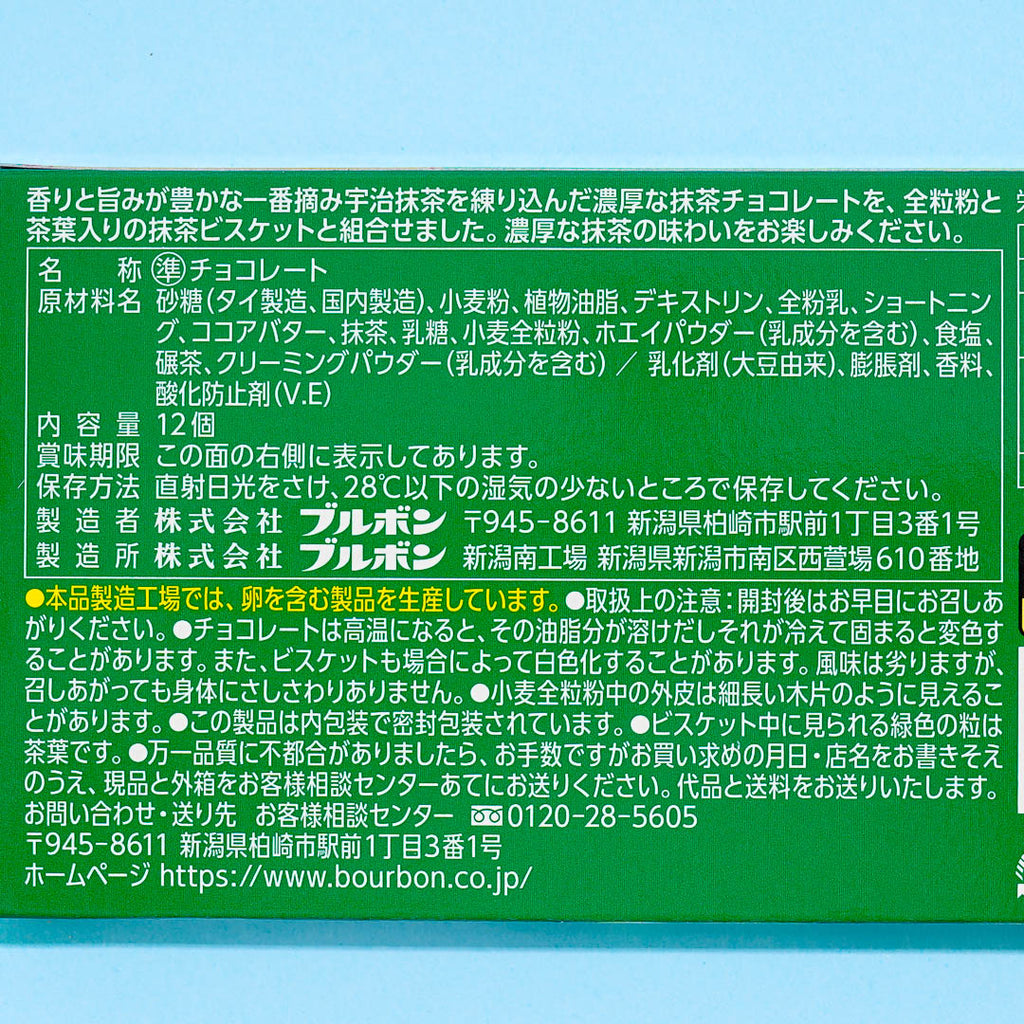 香りと旨みが豊かな一番摘み宇治抹茶を練り込んだ濃厚な抹茶チョコレートを、全粒粉と
茶葉入りの抹茶ビスケットと組合せました。濃厚な抹茶の味わいをお楽しみください。
名称 ㊜チョコレート
原材料名 砂糖(タイ製造、国内製造)、小麦粉、植物油脂、デキストリン、全粉乳、ショートニン
グ、ココアバター、抹茶、乳糖、小麦全粒粉、ホエイパウダー(乳成分を含む)、食塩、
碾茶、クリーミングパウダー(乳成分を含む) / 乳化剤(大豆由来)、膨脹剤、香料、
酸化防止剤(V.E)
内容量 12個
賞味期限 この面の右側に表示してあります。
保存方法 直射日光をさけ、28℃以下の湿気の少ないところで保存してください。
製造者 株式会社 ブルボン 〒945-8611 新潟県柏崎市駅前1丁目3番1号
製造所 株式会社 ブルボン 新潟南工場 新潟県新潟市南区西萱場610番地
●本品製造工場では、卵を含む製品を生産しています。●取扱上の注意:開封後はお早目にお召しあ
がりください。●チョコレートは高温になると、その油脂分が溶けだしそれが冷えて固まると変色す
ることがあります。また、ビスケットも場合によって白色化することがあります。風味は劣りますが、
召しあがっても身体にさしさわりありません。●小麦全粒粉中の外皮は細長い木片のように見えるこ
とがあります。●この製品は内包装で密封包装されています。●ビスケット中に見られる緑色の粒は
茶葉です。●万一品質に不都合がありましたら、お手数ですがお買い求めの月日・店名をお書きそえ
のうえ、現品と外箱をお客様相談センターあてにお送りください。代品と送料をお送りいたします。
お問い合わせ・送り先 お客様相談センター 0120-28-5605
〒945-8611 新潟県柏崎市駅前1丁目3番1号
ホームページ https://www.bourbon.co.jp/